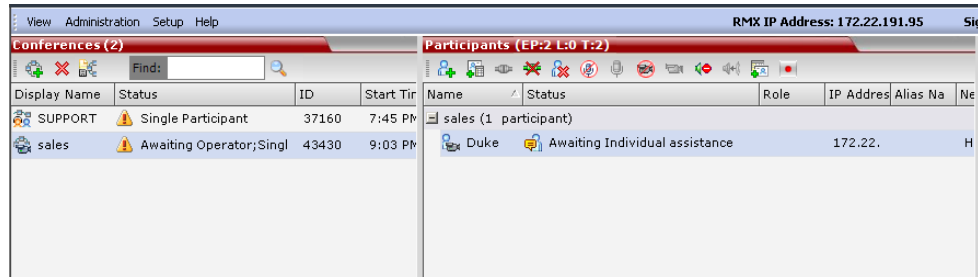 View Administration Setup Help RMX IP Address: 172.22.191.95 Sig
Conferences (2)
Find:
Display Name Status ID Start Tir
SUPPORT Single Participant 37160 7:45 PM
sales Awaiting Operator;Singl 43430 9:03 PM
Participants (EP:2 L:0 T:2)
Name Status Role IP Addres Alias Na Ne
sales (1 participant)
Duke Awaiting Individual assistance 172.22. H